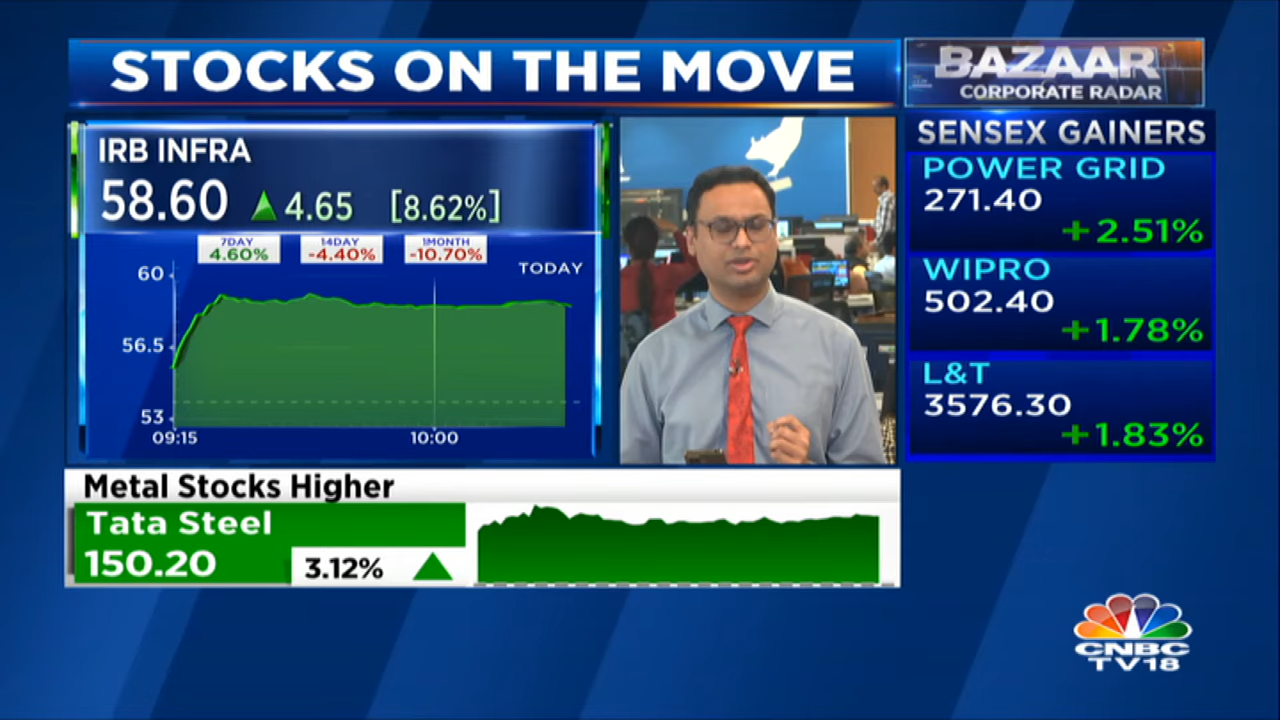 STOCKS ON THE MOVE
BAZAAR
CORPORATE RADAR
IRB INFRA
58.60 ▲ 4.65 [8.62%]
7DAY
4.60%
14DAY
-4.40%
1MONTH
-10.70%
TODAY
60
56.5
53
09:15
10:00
SENSEX GAINERS
POWER GRID
271.40
+2.51%
WIPRO
502.40
+1.78%
L&T
3576.30
+1.83%
Metal Stocks Higher
Tata Steel
150.20
3.12% ▲
CNBC
TV18